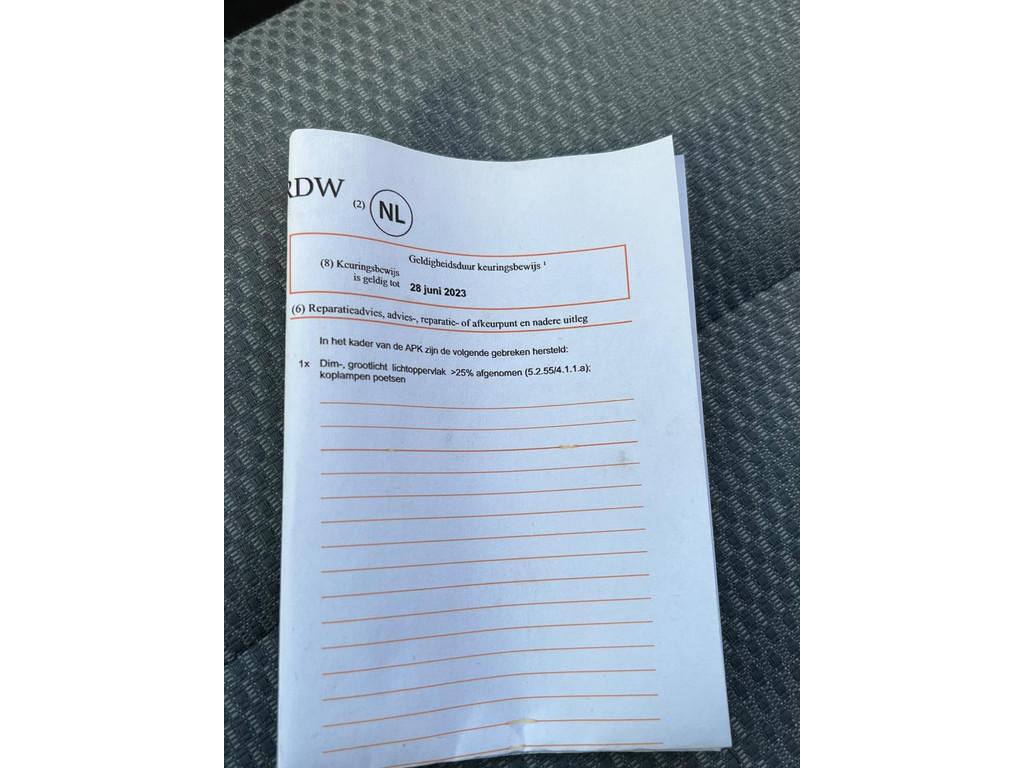 RDW
(2) NL
Geldigheidsduur keuringsbewijs ¹
(8) Keuringsbewijs
is geldig tot 28 juni 2023
(6) Reparatieadvies, advies-, reparatie- of afkeurpunt en nadere uitleg
In het kader van de APK zijn de volgende gebreken hersteld:
1x Dim-, grootlicht lichtoppervlak >25% afgenomen (5.2.55/4.1.1.a);
koplampen poetsen